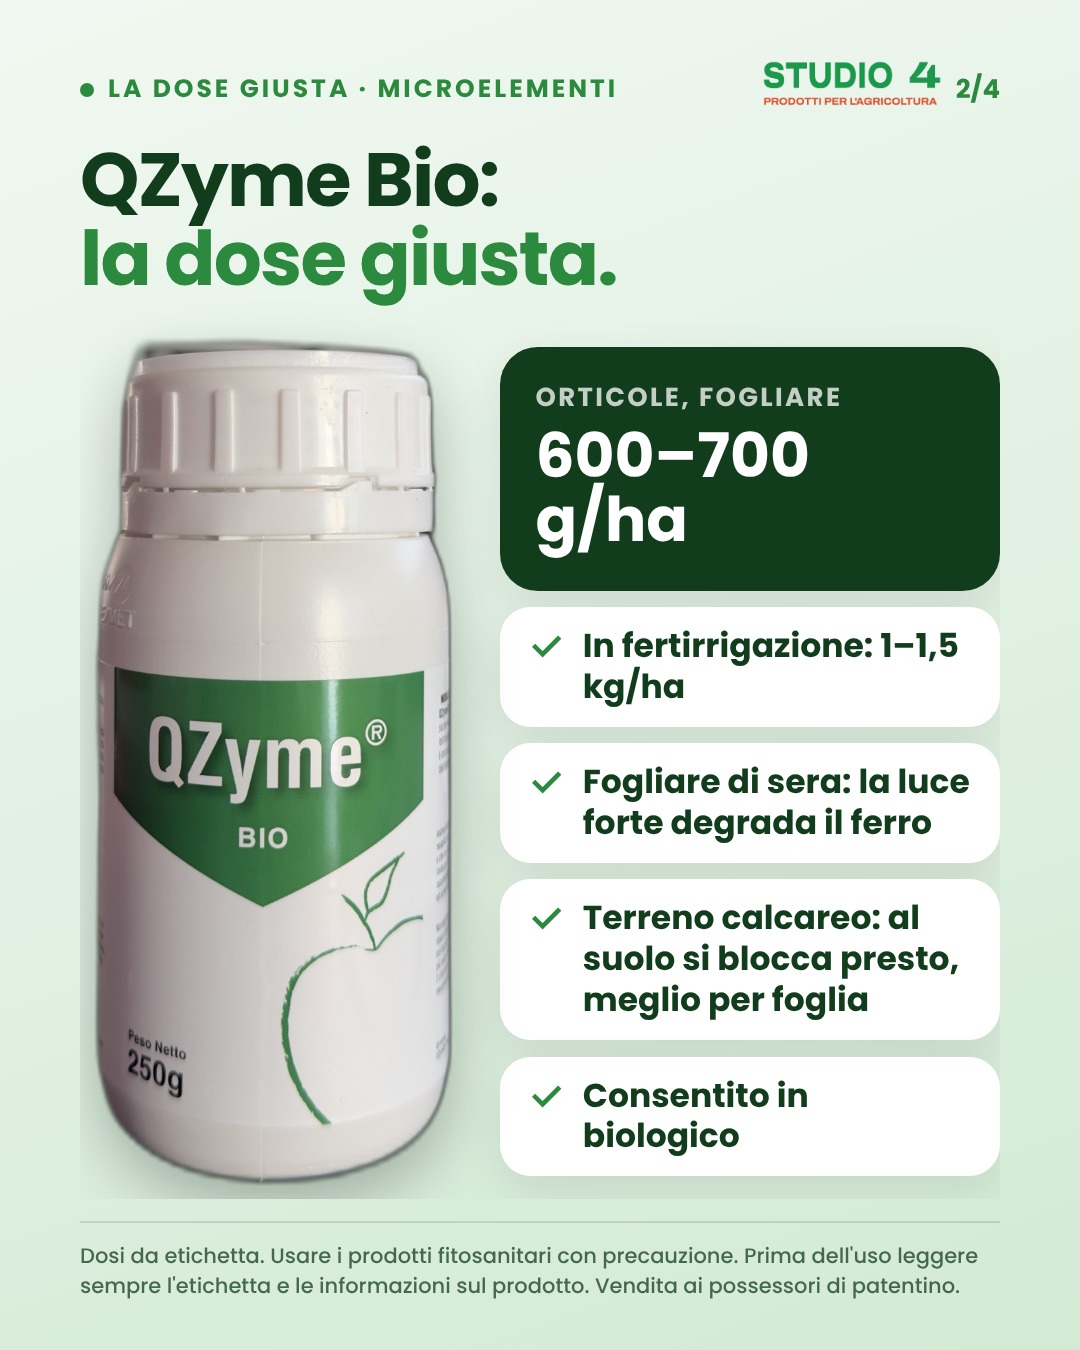 LA DOSE GIUSTA · MICROELEMENTI
STUDIO 4
PRODOTTI PER L'AGRICOLTURA
2/4
QZyme Bio:
la dose giusta.
QZyme®
BIO
Peso Netto
250g
ORTICOLE, FOGLIARE
600–700
g/ha
In fertirrigazione: 1–1,5
kg/ha
Fogliare di sera: la luce
forte degrada il ferro
Terreno calcareo: al
suolo si blocca presto,
meglio per foglia
Consentito in
biologico
Dosi da etichetta. Usare i prodotti fitosanitari con precauzione. Prima dell'uso leggere
sempre l'etichetta e le informazioni sul prodotto. Vendita ai possessori di patentino.